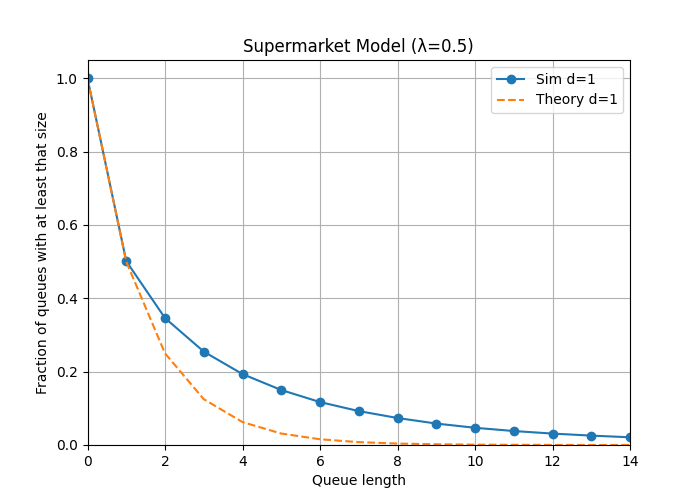 Supermarket Model (λ=0.5)
Sim d=1
Theory d=1
Fraction of queues with at least that size
1.0
0.8
0.6
0.4
0.2
0.0
0 2 4 6 8 10 12 14
Queue length